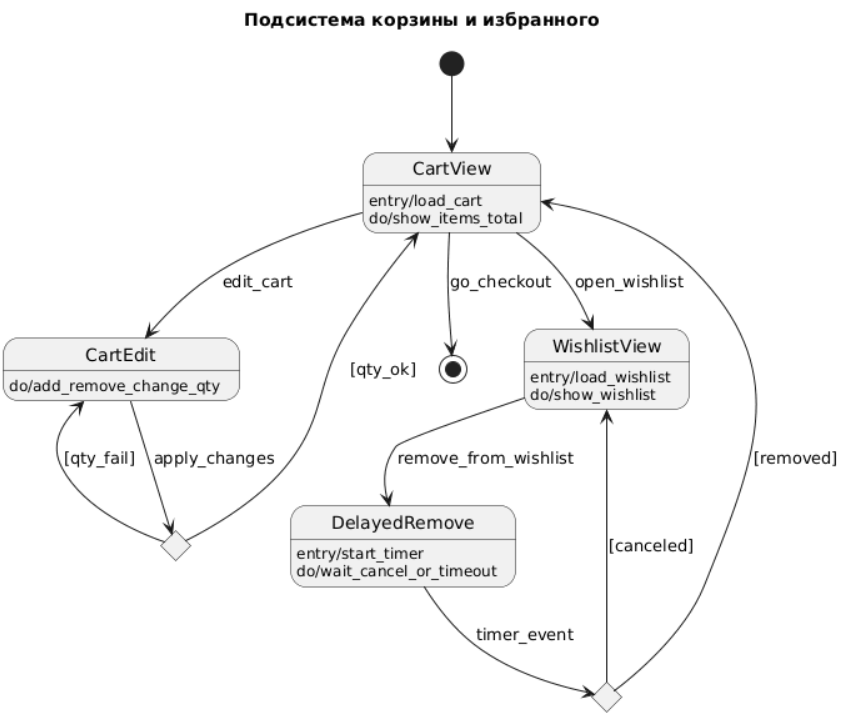 Подсистема корзины и избранного
CartView
entry/load_cart
do/show_items_total
edit_cart
go_checkout
open_wishlist
CartEdit
do/add_remove_change_qty
[qty_ok]
WishlistView
entry/load_wishlist
do/show_wishlist
[qty_fail]
apply_changes
remove_from_wishlist
[removed]
DelayedRemove
entry/start_timer
do/wait_cancel_or_timeout
[canceled]
timer_event